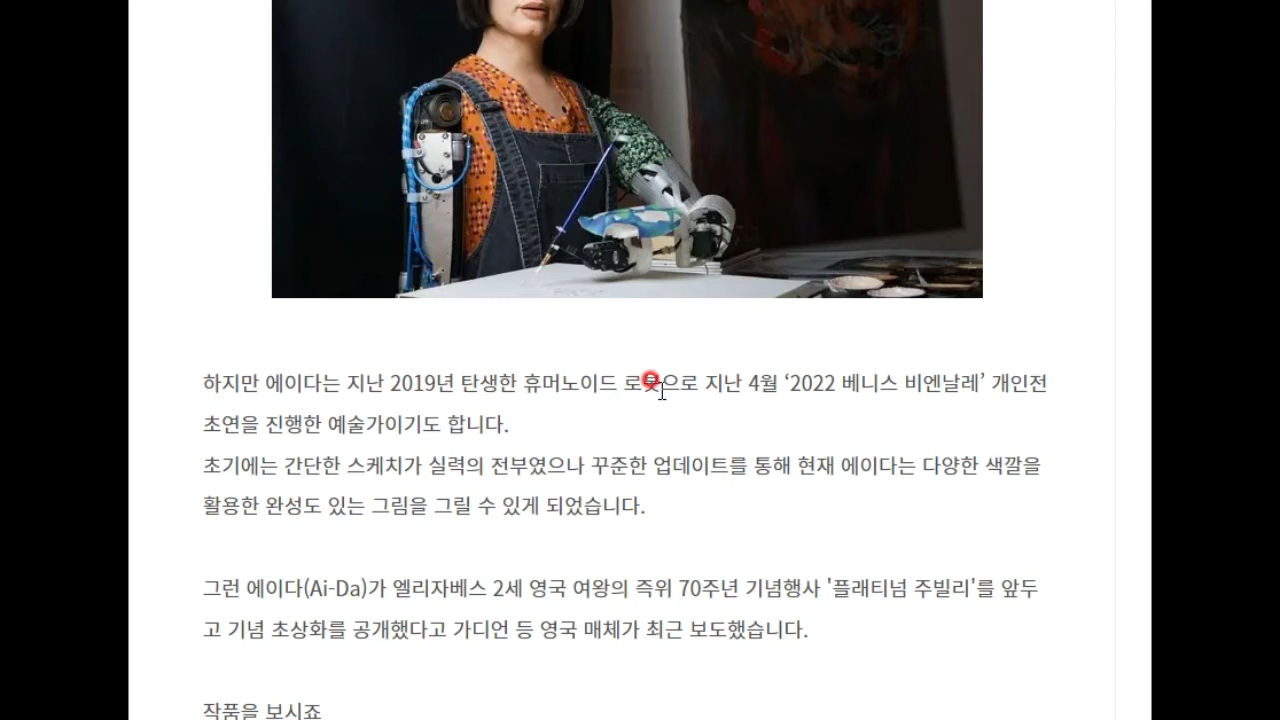 하지만 에이다는 지난 2019년 탄생한 휴머노이드 로봇으로 지난 4월 ‘2022 베니스 비엔날레’ 개인전
초연을 진행한 예술가이기도 합니다.
초기에는 간단한 스케치가 실력의 전부였으나 꾸준한 업데이트를 통해 현재 에이다는 다양한 색깔을
활용한 완성도 있는 그림을 그릴 수 있게 되었습니다.
그런 에이다(Ai-Da)가 엘리자베스 2세 영국 여왕의 즉위 70주년 기념행사 '플래티넘 주빌리'를 앞두
고 기념 초상화를 공개했다고 가디언 등 영국 매체가 최근 보도했습니다.
작품을 보시죠